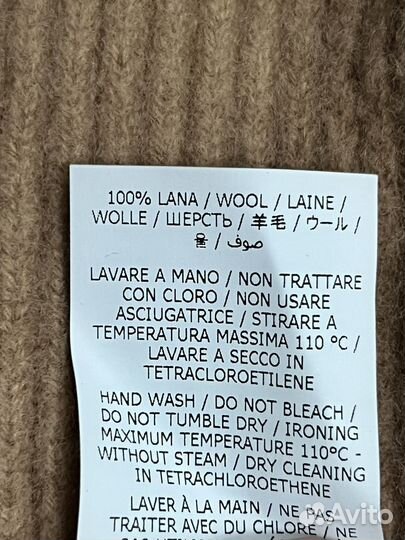 100% LANA / WOOL / LAINE /
WOLLE / ШЕРСТЬ / 羊毛 / ウール /
울 / صوف /
LAVARE A MANO / NON TRATTARE
CON CLORO / NON USARE
ASCIUGATRICE / STIRARE A
TEMPERATURA MASSIMA 110 °C /
LAVARE A SECCO IN
TETRACLOROETILENE
HAND WASH / DO NOT BLEACH /
DO NOT TUMBLE DRY / IRONING
MAXIMUM TEMPERATURE 110°C -
WITHOUT STEAM / DRY CLEANING
IN TETRACHLOROETHENE
LAVER À LA MAIN / NE PAS
TRAITER AVEC DU CHLORE / NE
Avito